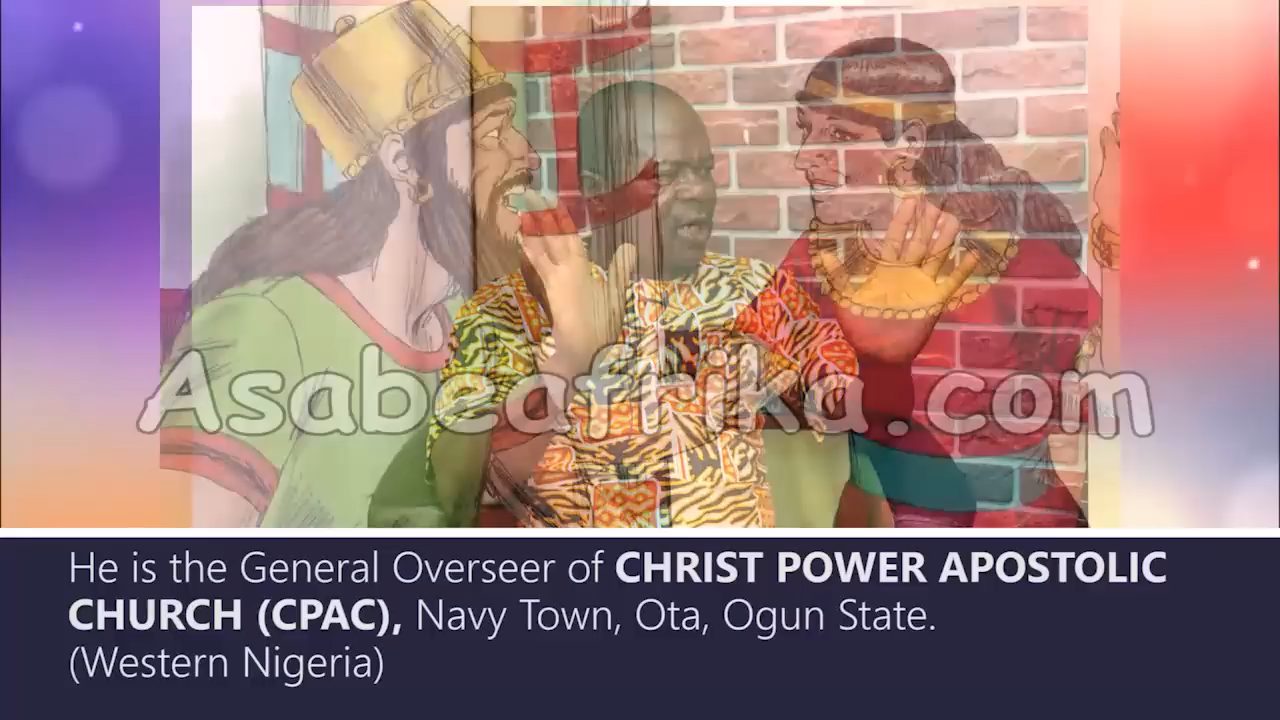 Asabeafrika.com
He is the General Overseer of CHRIST POWER APOSTOLIC
CHURCH (CPAC), Navy Town, Ota, Ogun State.
(Western Nigeria)